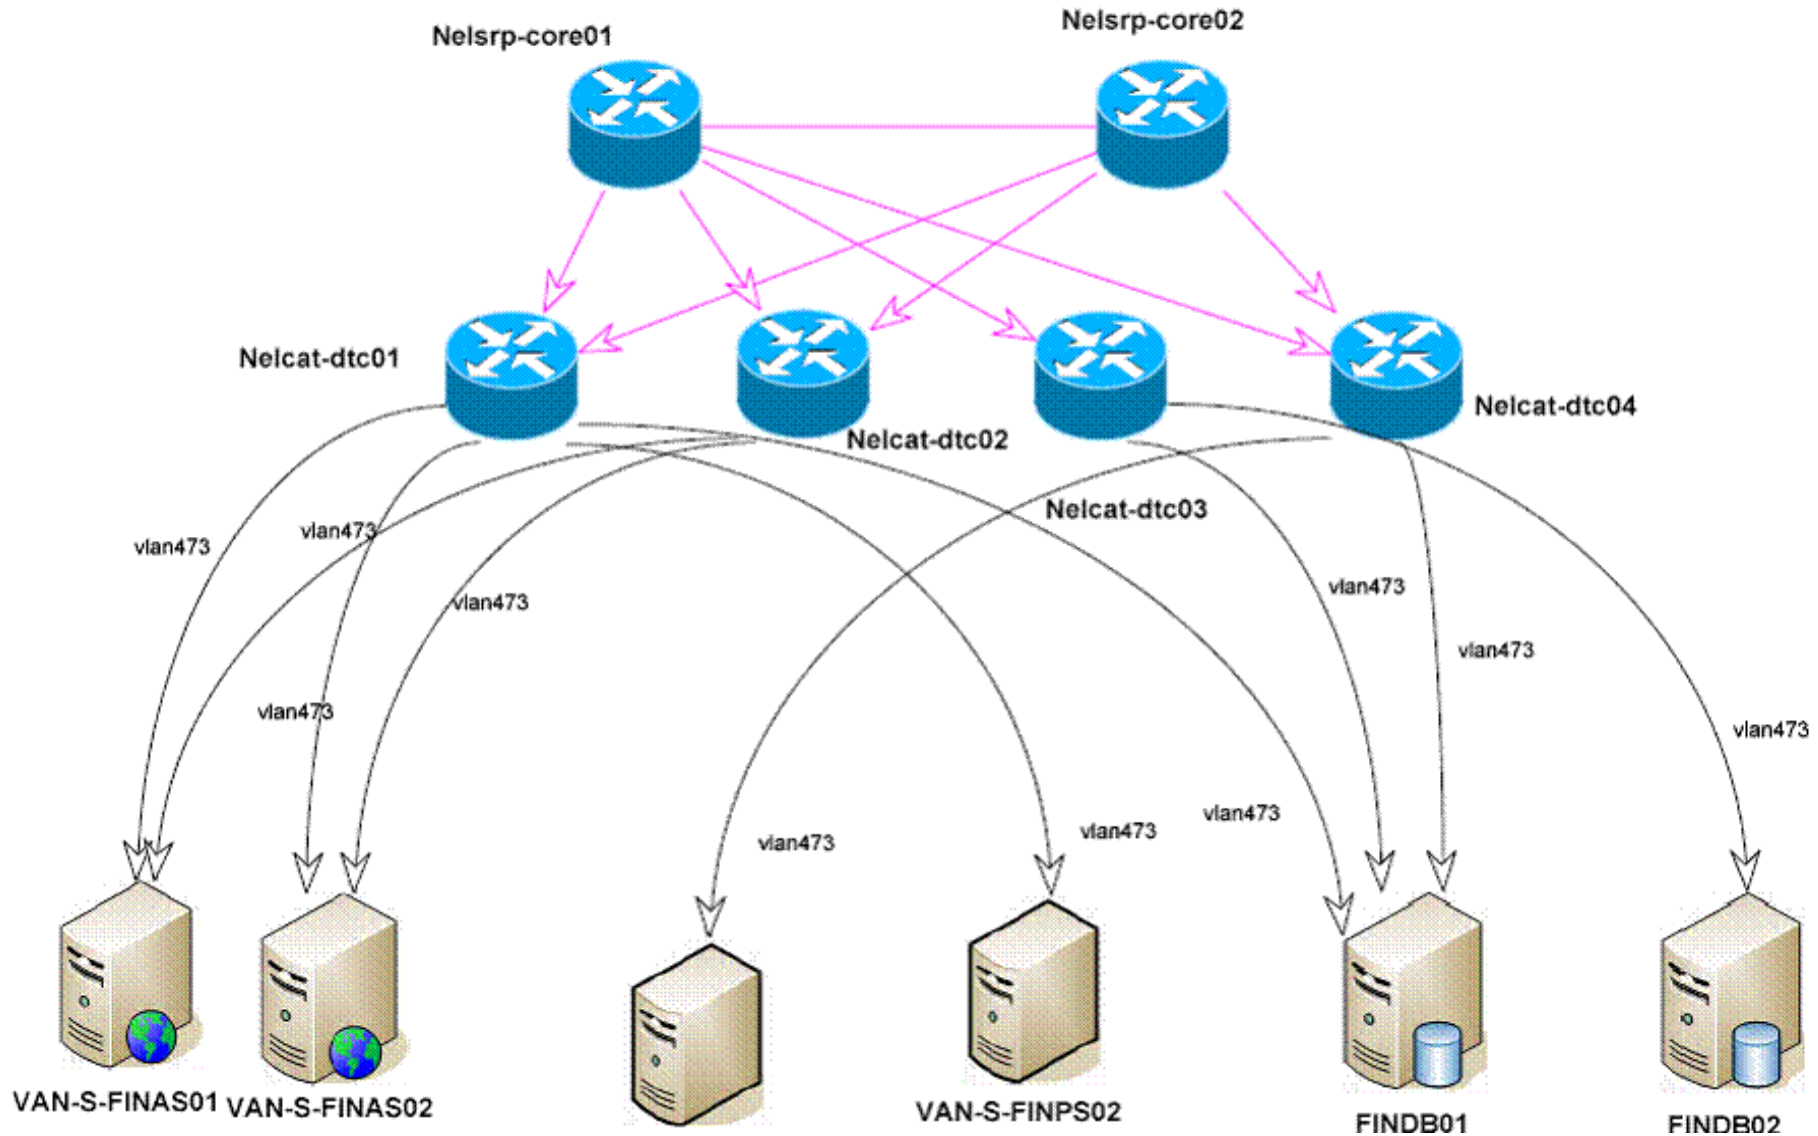 Nelsrp-core01
Nelsrp-core02
Nelcat-dtc01
Nelcat-dtc02
Nelcat-dtc03
Nelcat-dtc04
vlan473
vlan473
vlan473
vlan473
vlan473
vlan473
vlan473
vlan473
vlan473
vlan473
VAN-S-FINAS01
VAN-S-FINAS02
VAN-S-FINPS02
FINDB01
FINDB02